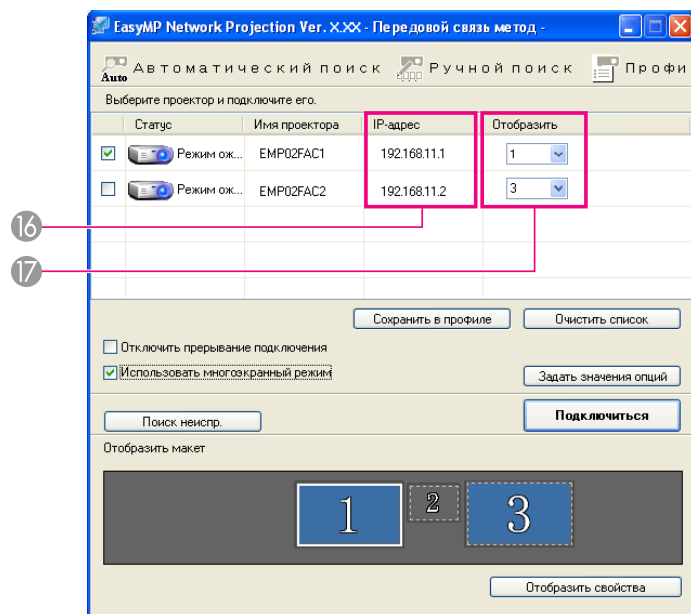 EasyMP Network Projection Ver. X.XX - Передовой связь метод -
Auto Автоматический поиск Ручной поиск Профи
Выберите проектор и подключите его.
Статус Имя проектора IP-адрес Отобразить
Режим ож... EMP02FAC1 192.168.11.1 1
Режим ож... EMP02FAC2 192.168.11.2 3
16
17
Сохранить в профиле Очистить список
Отключить прерывание подключения
Использовать многоэкранный режим
Задать значения опций
Поиск неиспр. Подключиться
Отобразить макет
1 2 3
Отобразить свойства